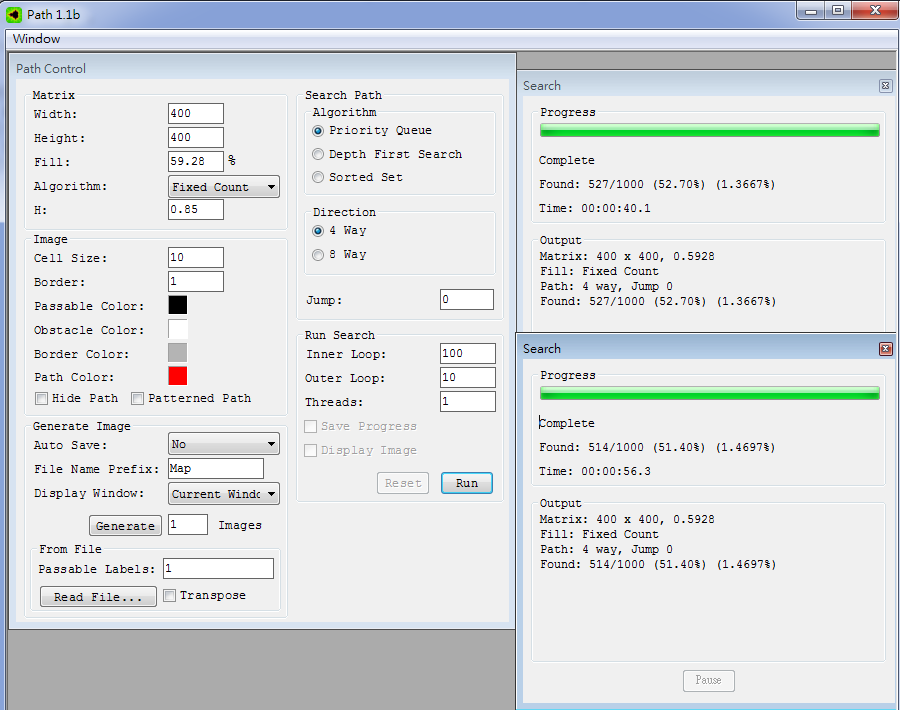 Path 1.1b
Window
Path Control
Matrix
Width: 400
Height: 400
Fill: 59.28 %
Algorithm: Fixed Count
H: 0.85
Image
Cell Size: 10
Border: 1
Passable Color:
Obstacle Color:
Border Color:
Path Color:
Hide Path Patterned Path
Generate Image
Auto Save: No
File Name Prefix: Map
Display Window: Current Windo
Generate 1 Images
From File
Passable Labels: 1
Read File... Transpose
Search Path
Algorithm
Priority Queue
Depth First Search
Sorted Set
Direction
4 Way
8 Way
Jump: 0
Run Search
Inner Loop: 100
Outer Loop: 10
Threads: 1
Save Progress
Display Image
Reset Run
Search
Progress
Complete
Found: 527/1000 (52.70%) (1.3667%)
Time: 00:00:40.1
Output
Matrix: 400 x 400, 0.5928
Fill: Fixed Count
Path: 4 way, Jump 0
Found: 527/1000 (52.70%) (1.3667%)
Search
Progress
Complete
Found: 514/1000 (51.40%) (1.4697%)
Time: 00:00:56.3
Output
Matrix: 400 x 400, 0.5928
Fill: Fixed Count
Path: 4 way, Jump 0
Found: 514/1000 (51.40%) (1.4697%)
Pause